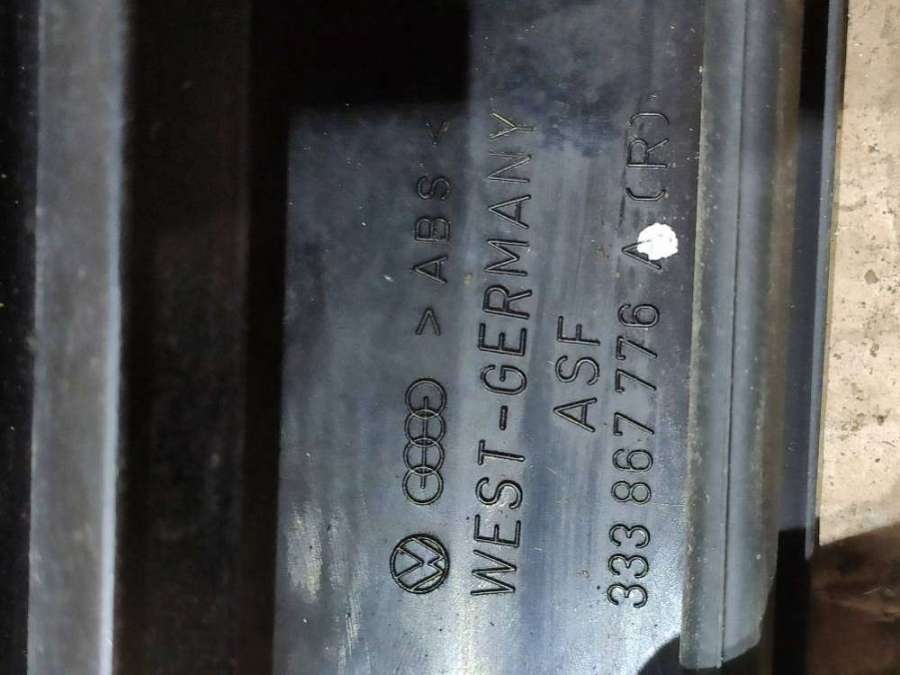 >ABS<
WEST-GERMANY
ASF
333 867 776 A (R)